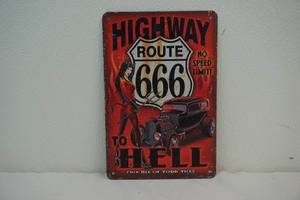 HIGHWAY
ROUTE
666
NO
SPEED
LIMIT!
TO
HELL